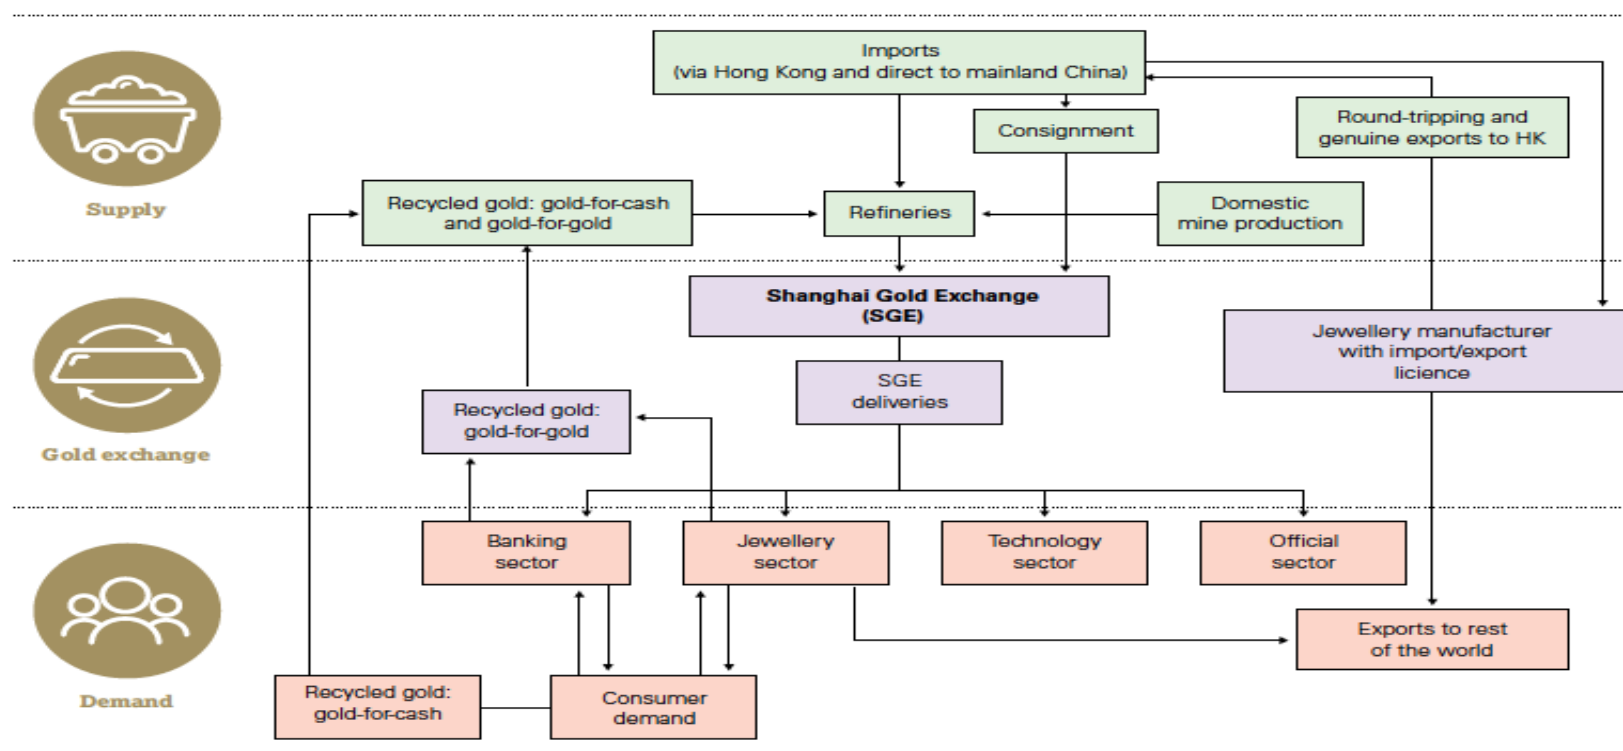 Imports
(via Hong Kong and direct to mainland China)
Consignment
Round-tripping and
genuine exports to HK
Supply
Recycled gold: gold-for-cash
and gold-for-gold
Refineries
Domestic
mine production
Shanghai Gold Exchange
(SGE)
Jewellery manufacturer
with import/export
licience
SGE
deliveries
Recycled gold:
gold-for-gold
Gold exchange
Banking
sector
Jewellery
sector
Technology
sector
Official
sector
Exports to rest
of the world
Demand
Recycled gold:
gold-for-cash
Consumer
demand